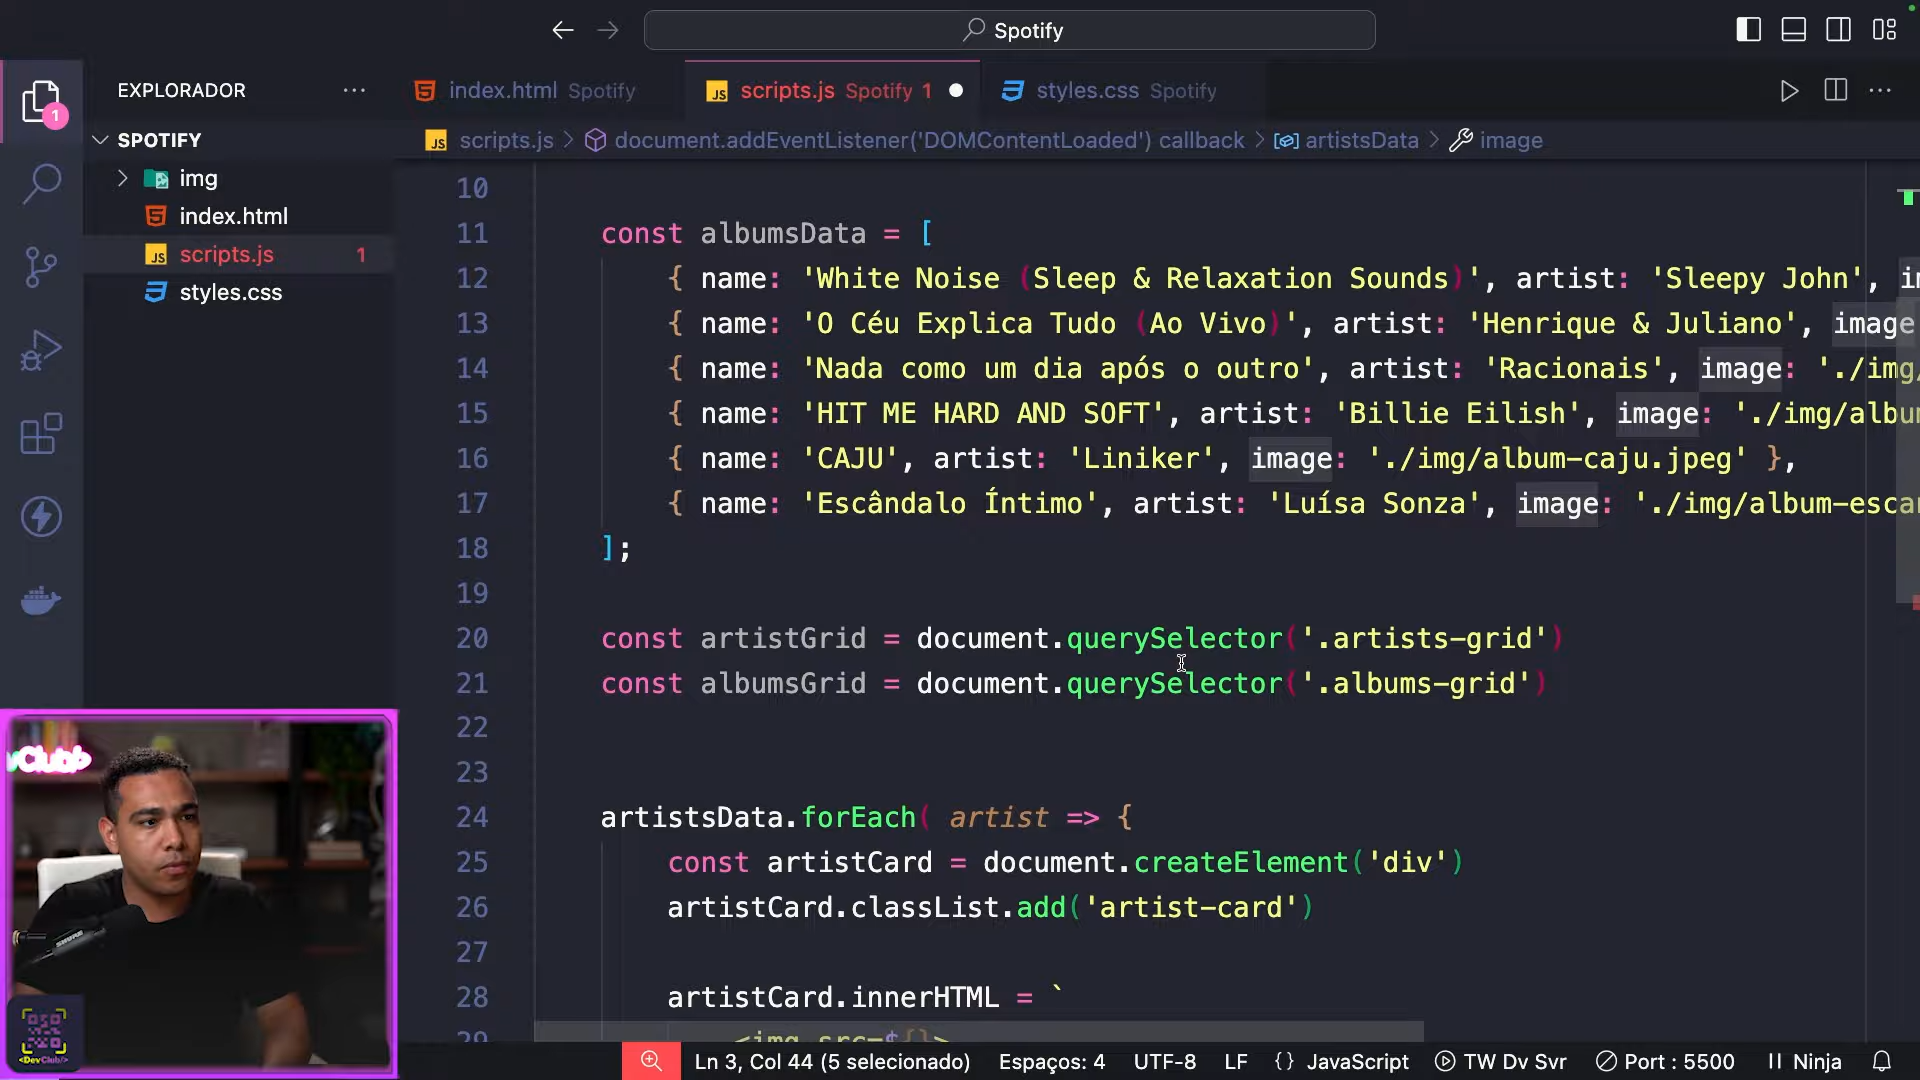 Spotify
EXPLORADOR
index.html Spotify
scripts.js Spotify 1
styles.css Spotify
SPOTIFY
scripts.js > document.addEventListener('DOMContentLoaded') callback > artistsData > image
1
img
index.html
scripts.js 1
styles.css
10
11 const albumsData = [
12 { name: 'White Noise (Sleep & Relaxation Sounds)', artist: 'Sleepy John', im
13 { name: 'O Céu Explica Tudo (Ao Vivo)', artist: 'Henrique & Juliano', image
14 { name: 'Nada como um dia após o outro', artist: 'Racionais', image: './img/
15 { name: 'HIT ME HARD AND SOFT', artist: 'Billie Eilish', image: './img/albu
16 { name: 'CAJU', artist: 'Liniker', image: './img/album-caju.jpeg' },
17 { name: 'Escândalo Íntimo', artist: 'Luísa Sonza', image: './img/album-esca
18 ];
19
20 const artistGrid = document.querySelector('.artists-grid')
21 const albumsGrid = document.querySelector('.albums-grid')
22
23
24 artistsData.forEach( artist => {
25 const artistCard = document.createElement('div')
26 artistCard.classList.add('artist-card')
27
28 artistCard.innerHTML = `
29 <img src=${}>
vClub
SHURE
<DevClub/>
Ln 3, Col 44 (5 selecionado) Espaços: 4 UTF-8 LF {} JavaScript TW Dv Svr Port : 5500 Ninja